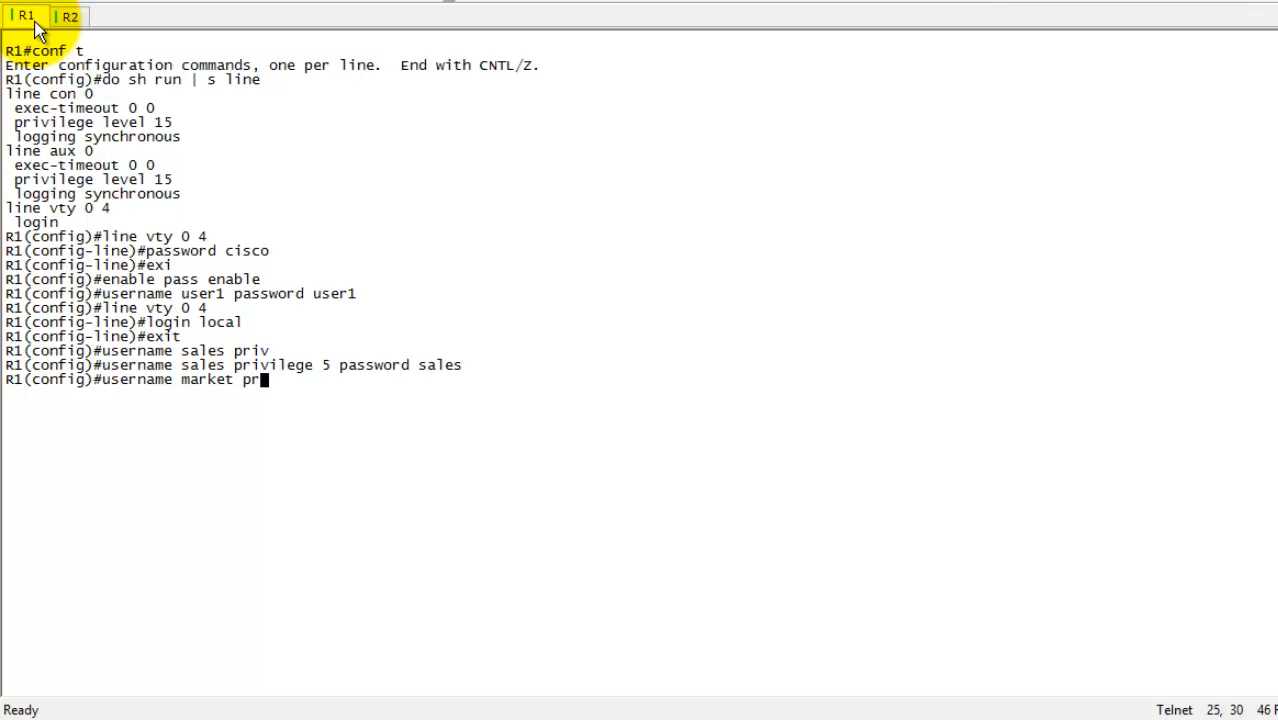 R1 R2
R1#conf t
Enter configuration commands, one per line.  End with CNTL/Z.
R1(config)#do sh run | s line
line con 0
 exec-timeout 0 0
 privilege level 15
 logging synchronous
line aux 0
 exec-timeout 0 0
 privilege level 15
 logging synchronous
line vty 0 4
 login
R1(config)#line vty 0 4
R1(config-line)#password cisco
R1(config-line)#exi
R1(config)#enable pass enable
R1(config)#username user1 password user1
R1(config)#line vty 0 4
R1(config-line)#login local
R1(config-line)#exit
R1(config)#username sales priv
R1(config)#username sales privilege 5 password sales
R1(config)#username market pr
Ready Telnet 25, 30 46